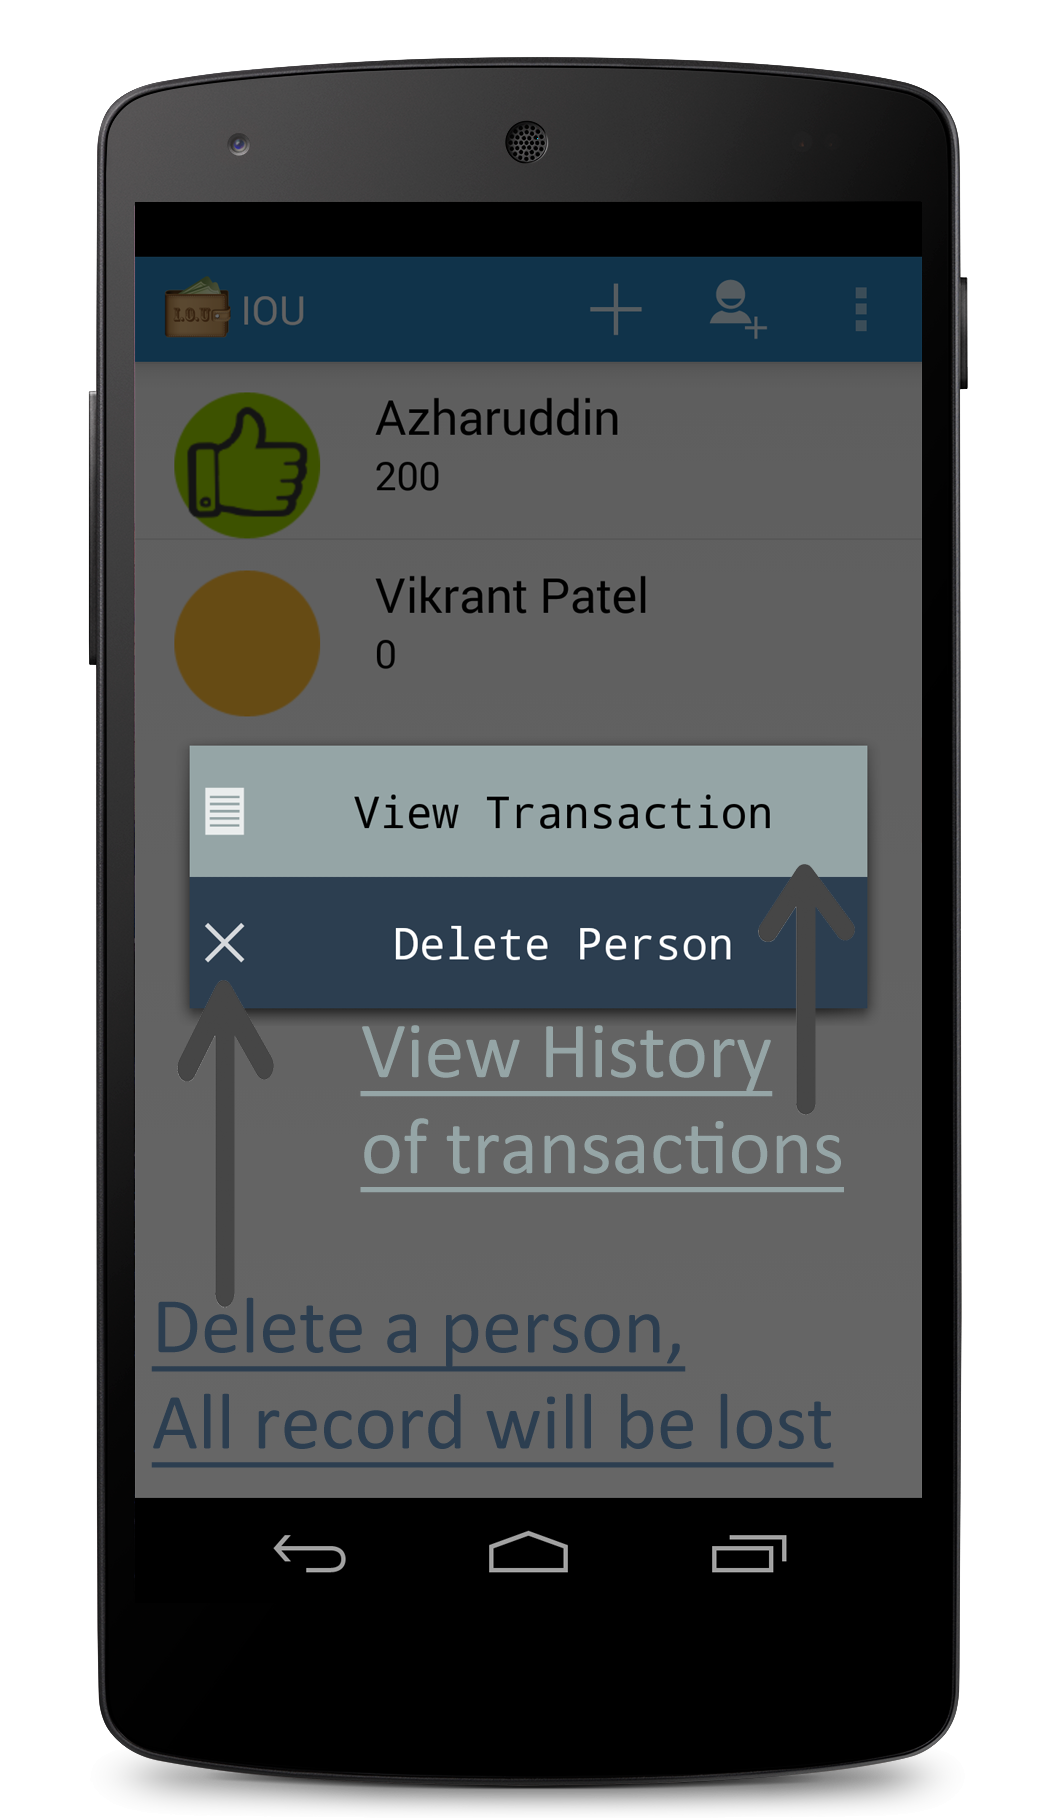 I.O.U
IOU
Azharuddin
200
Vikrant Patel
0
View Transaction
Delete Person
View History
of transactions
Delete a person,
All record will be lost